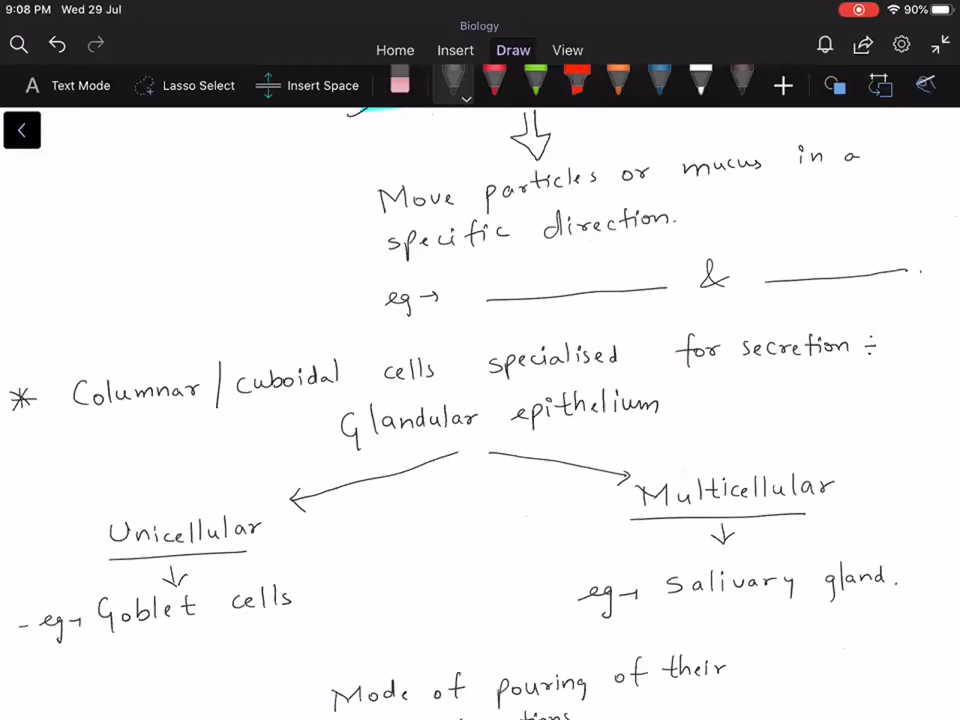 9:08 PM Wed 29 Jul
90%
Biology
Home Insert Draw View
A Text Mode Lasso Select Insert Space
Move particles or mucus in a
specific direction.
eg → ________ & ________.
* Columnar / cuboidal cells specialised for secretion ÷
Glandular epithelium
Unicellular
Multicellular
- eg → Goblet cells
eg → Salivary gland.
Mode of pouring of their